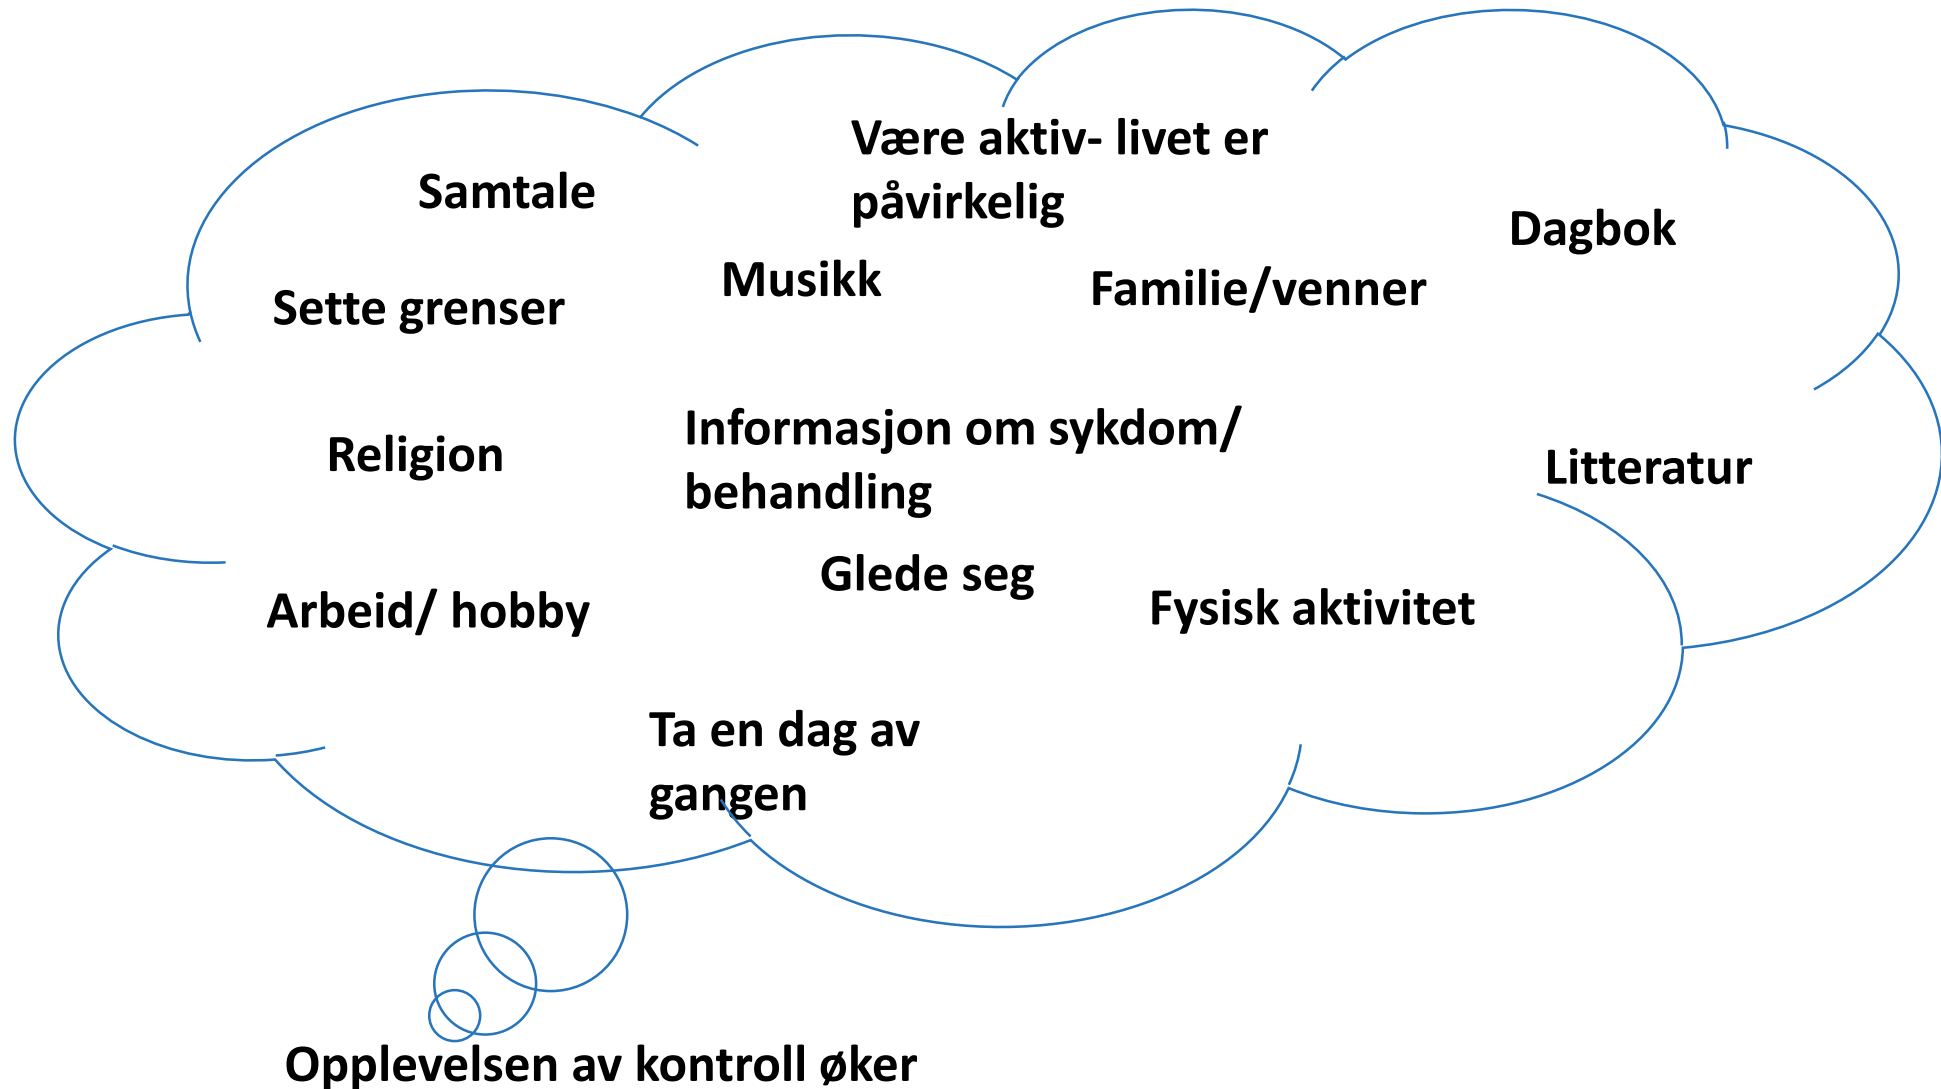 Være aktiv- livet er
påvirkelig
Samtale
Dagbok
Musikk
Familie/venner
Sette grenser
Informasjon om sykdom/
behandling
Religion
Litteratur
Glede seg
Fysisk aktivitet
Arbeid/ hobby
Ta en dag av
gangen
Opplevelsen av kontroll øker